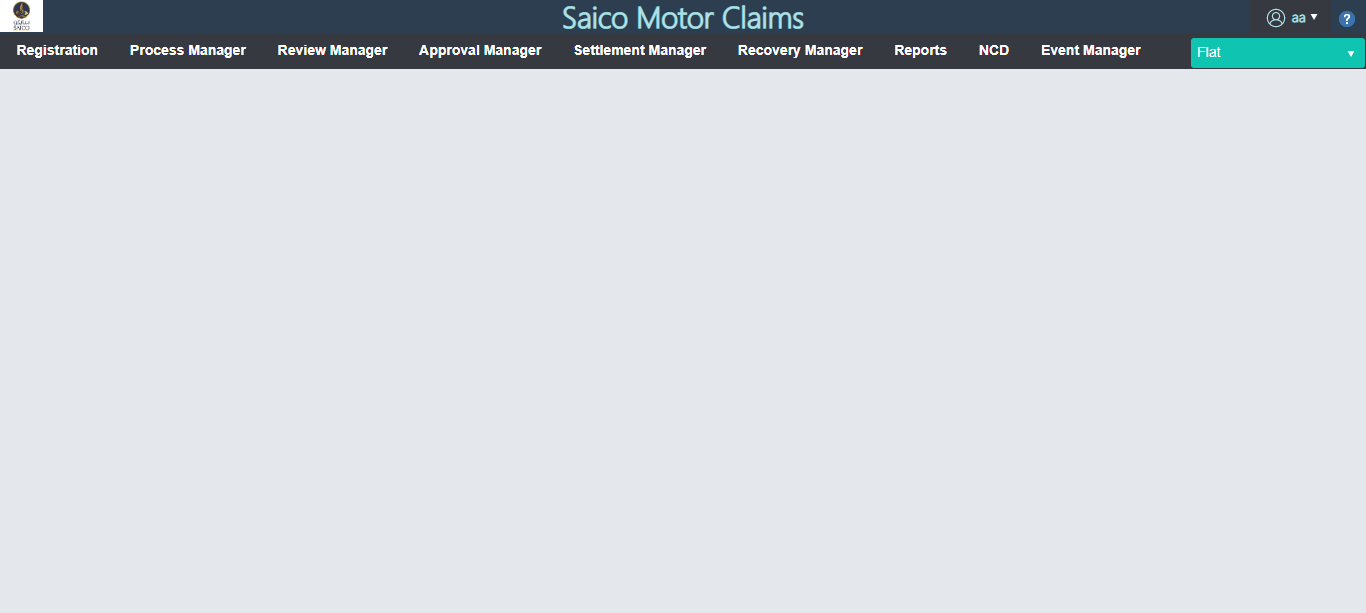 Saico Motor Claims
aa
?
Registration Process Manager Review Manager Approval Manager Settlement Manager Recovery Manager Reports NCD Event Manager
Flat
SAICO